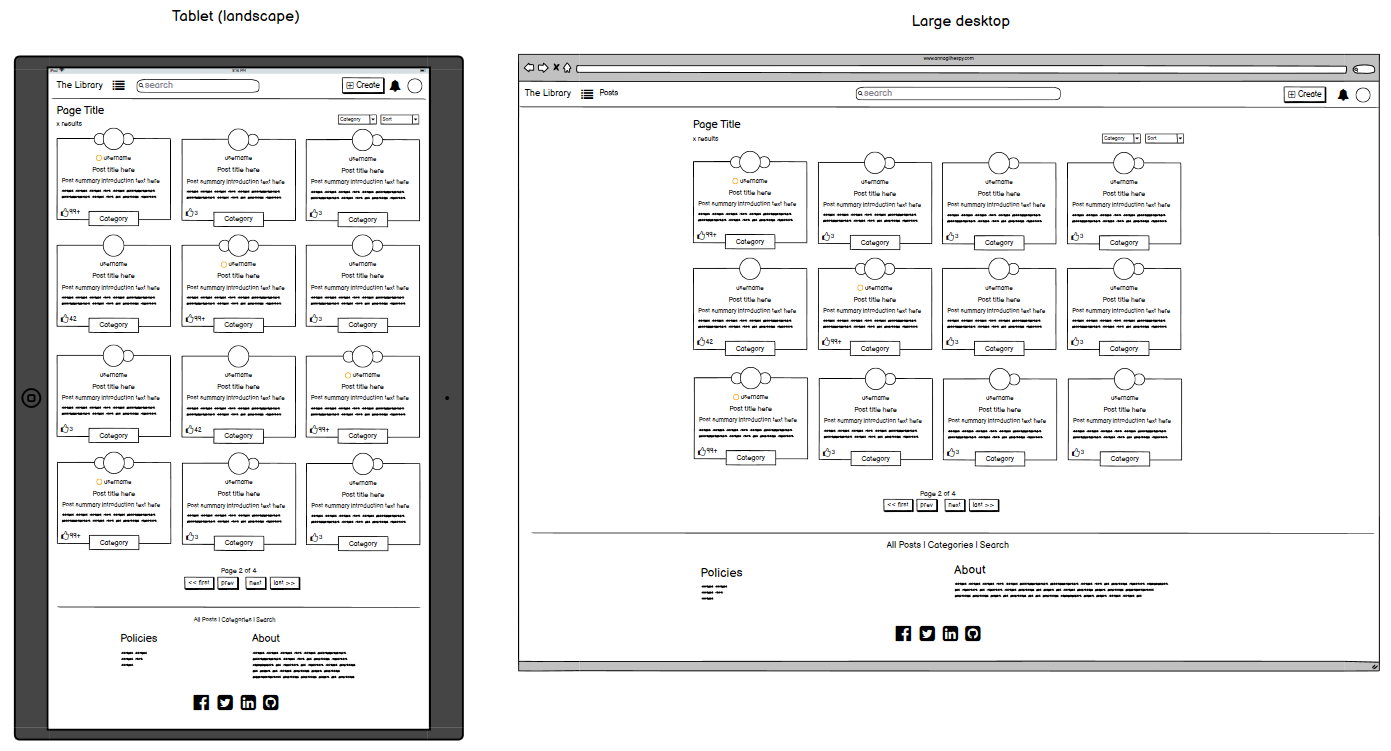 Tablet (landscape)
The Library
search
Create
Page Title
x results
Category
Sort
username
username
username
Post title here
Post title here
Post title here
Post summary introduction text here
Post summary introduction text here
Post summary introduction text here
99+
3
3
Category
Category
Category
username
username
username
Post title here
Post title here
Post title here
Post summary introduction text here
Post summary introduction text here
Post summary introduction text here
42
99+
3
Category
Category
Category
username
username
username
Post title here
Post title here
Post title here
Post summary introduction text here
Post summary introduction text here
Post summary introduction text here
3
42
99+
Category
Category
Category
username
username
username
Post title here
Post title here
Post title here
Post summary introduction text here
Post summary introduction text here
Post summary introduction text here
99+
3
3
Category
Category
Category
Page 2 of 4
<< first
prev
next
last >>
All Posts | Categories | Search
Policies
About
Large desktop
www.annagilhespy.com
The Library
Posts
search
Create
Page Title
x results
Category
Sort
username
username
username
username
Post title here
Post title here
Post title here
Post title here
Post summary introduction text here
Post summary introduction text here
Post summary introduction text here
Post summary introduction text here
99+
3
3
3
Category
Category
Category
Category
username
username
username
username
Post title here
Post title here
Post title here
Post title here
Post summary introduction text here
Post summary introduction text here
Post summary introduction text here
Post summary introduction text here
42
99+
3
3
Category
Category
Category
Category
username
username
username
username
Post title here
Post title here
Post title here
Post title here
Post summary introduction text here
Post summary introduction text here
Post summary introduction text here
Post summary introduction text here
99+
3
3
3
Category
Category
Category
Category
Page 2 of 4
<< first
prev
next
last >>
All Posts | Categories | Search
Policies
About